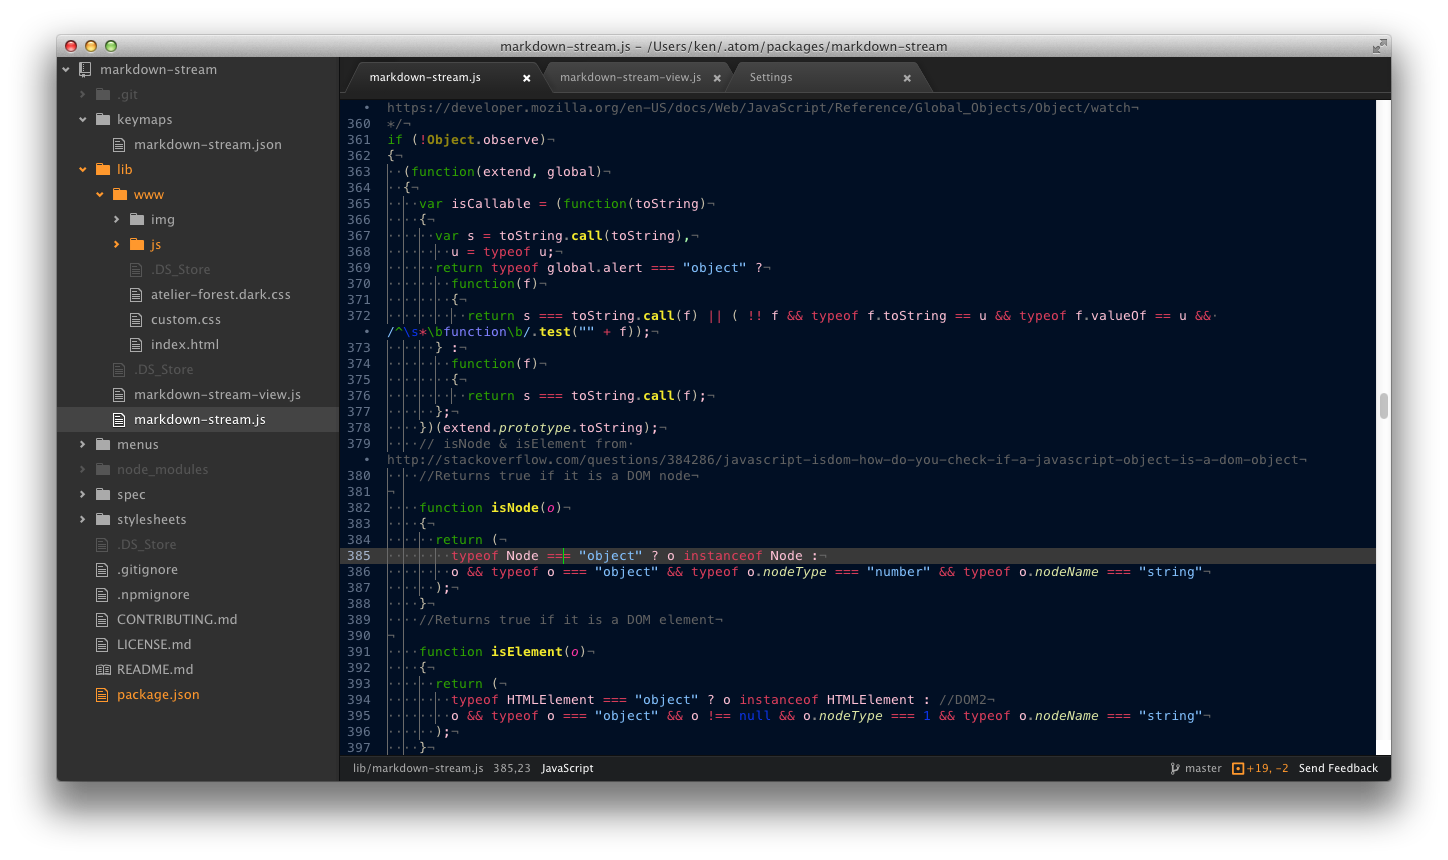 markdown-stream.js – /Users/ken/.atom/packages/markdown-stream
markdown-stream
.git
keymaps
markdown-stream.json
lib
www
img
js
.DS_Store
atelier-forest.dark.css
custom.css
index.html
.DS_Store
markdown-stream-view.js
markdown-stream.js
menus
node_modules
spec
stylesheets
.DS_Store
.gitignore
.npmignore
CONTRIBUTING.md
LICENSE.md
README.md
package.json
markdown-stream.js
markdown-stream-view.js
Settings
• https://developer.mozilla.org/en-US/docs/Web/JavaScript/Reference/Global_Objects/Object/watch¬
360 */¬
361 if (!Object.observe)¬
362 {¬
363 ··(function(extend, global)¬
364 ··{¬
365 ····var isCallable = (function(toString)¬
366 ····{¬
367 ······var s = toString.call(toString),¬
368 ········u = typeof u;¬
369 ······return typeof global.alert === "object" ?¬
370 ········function(f)¬
371 ········{¬
372 ··········return s === toString.call(f) || ( !! f && typeof f.toString == u && typeof f.valueOf == u &&·
• /^\s*\bfunction\b/.test("" + f));¬
373 ······} :¬
374 ········function(f)¬
375 ········{¬
376 ··········return s === toString.call(f);¬
377 ······};¬
378 ····})(extend.prototype.toString);¬
379 ····// isNode & isElement from·
• http://stackoverflow.com/questions/384286/javascript-isdom-how-do-you-check-if-a-javascript-object-is-a-dom-object¬
380 ····//Returns true if it is a DOM node¬
381 ¬
382 ····function isNode(o)¬
383 ····{¬
384 ······return (¬
385 ········typeof Node === "object" ? o instanceof Node :¬
386 ········o && typeof o === "object" && typeof o.nodeType === "number" && typeof o.nodeName === "string"¬
387 ······);¬
388 ····}¬
389 ····//Returns true if it is a DOM element¬
390 ¬
391 ····function isElement(o)¬
392 ····{¬
393 ······return (¬
394 ········typeof HTMLElement === "object" ? o instanceof HTMLElement : //DOM2¬
395 ········o && typeof o === "object" && o !== null && o.nodeType === 1 && typeof o.nodeName === "string"¬
396 ······);¬
397 ····}¬
lib/markdown-stream.js 385,23 JavaScript
master +19, -2 Send Feedback